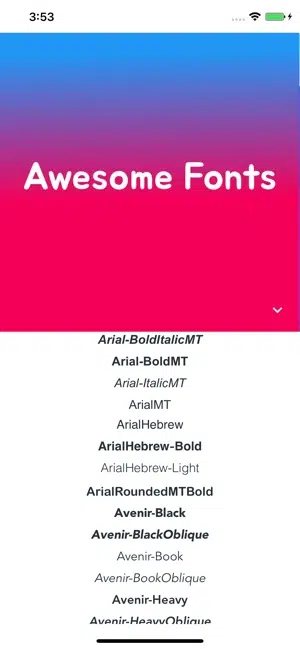 3:53
Awesome Fonts
Arial-BoldItalicMT
Arial-BoldMT
Arial-ItalicMT
ArialMT
ArialHebrew
ArialHebrew-Bold
ArialHebrew-Light
ArialRoundedMTBold
Avenir-Black
Avenir-BlackOblique
Avenir-Book
Avenir-BookOblique
Avenir-Heavy
Avenir-HeavyOblique